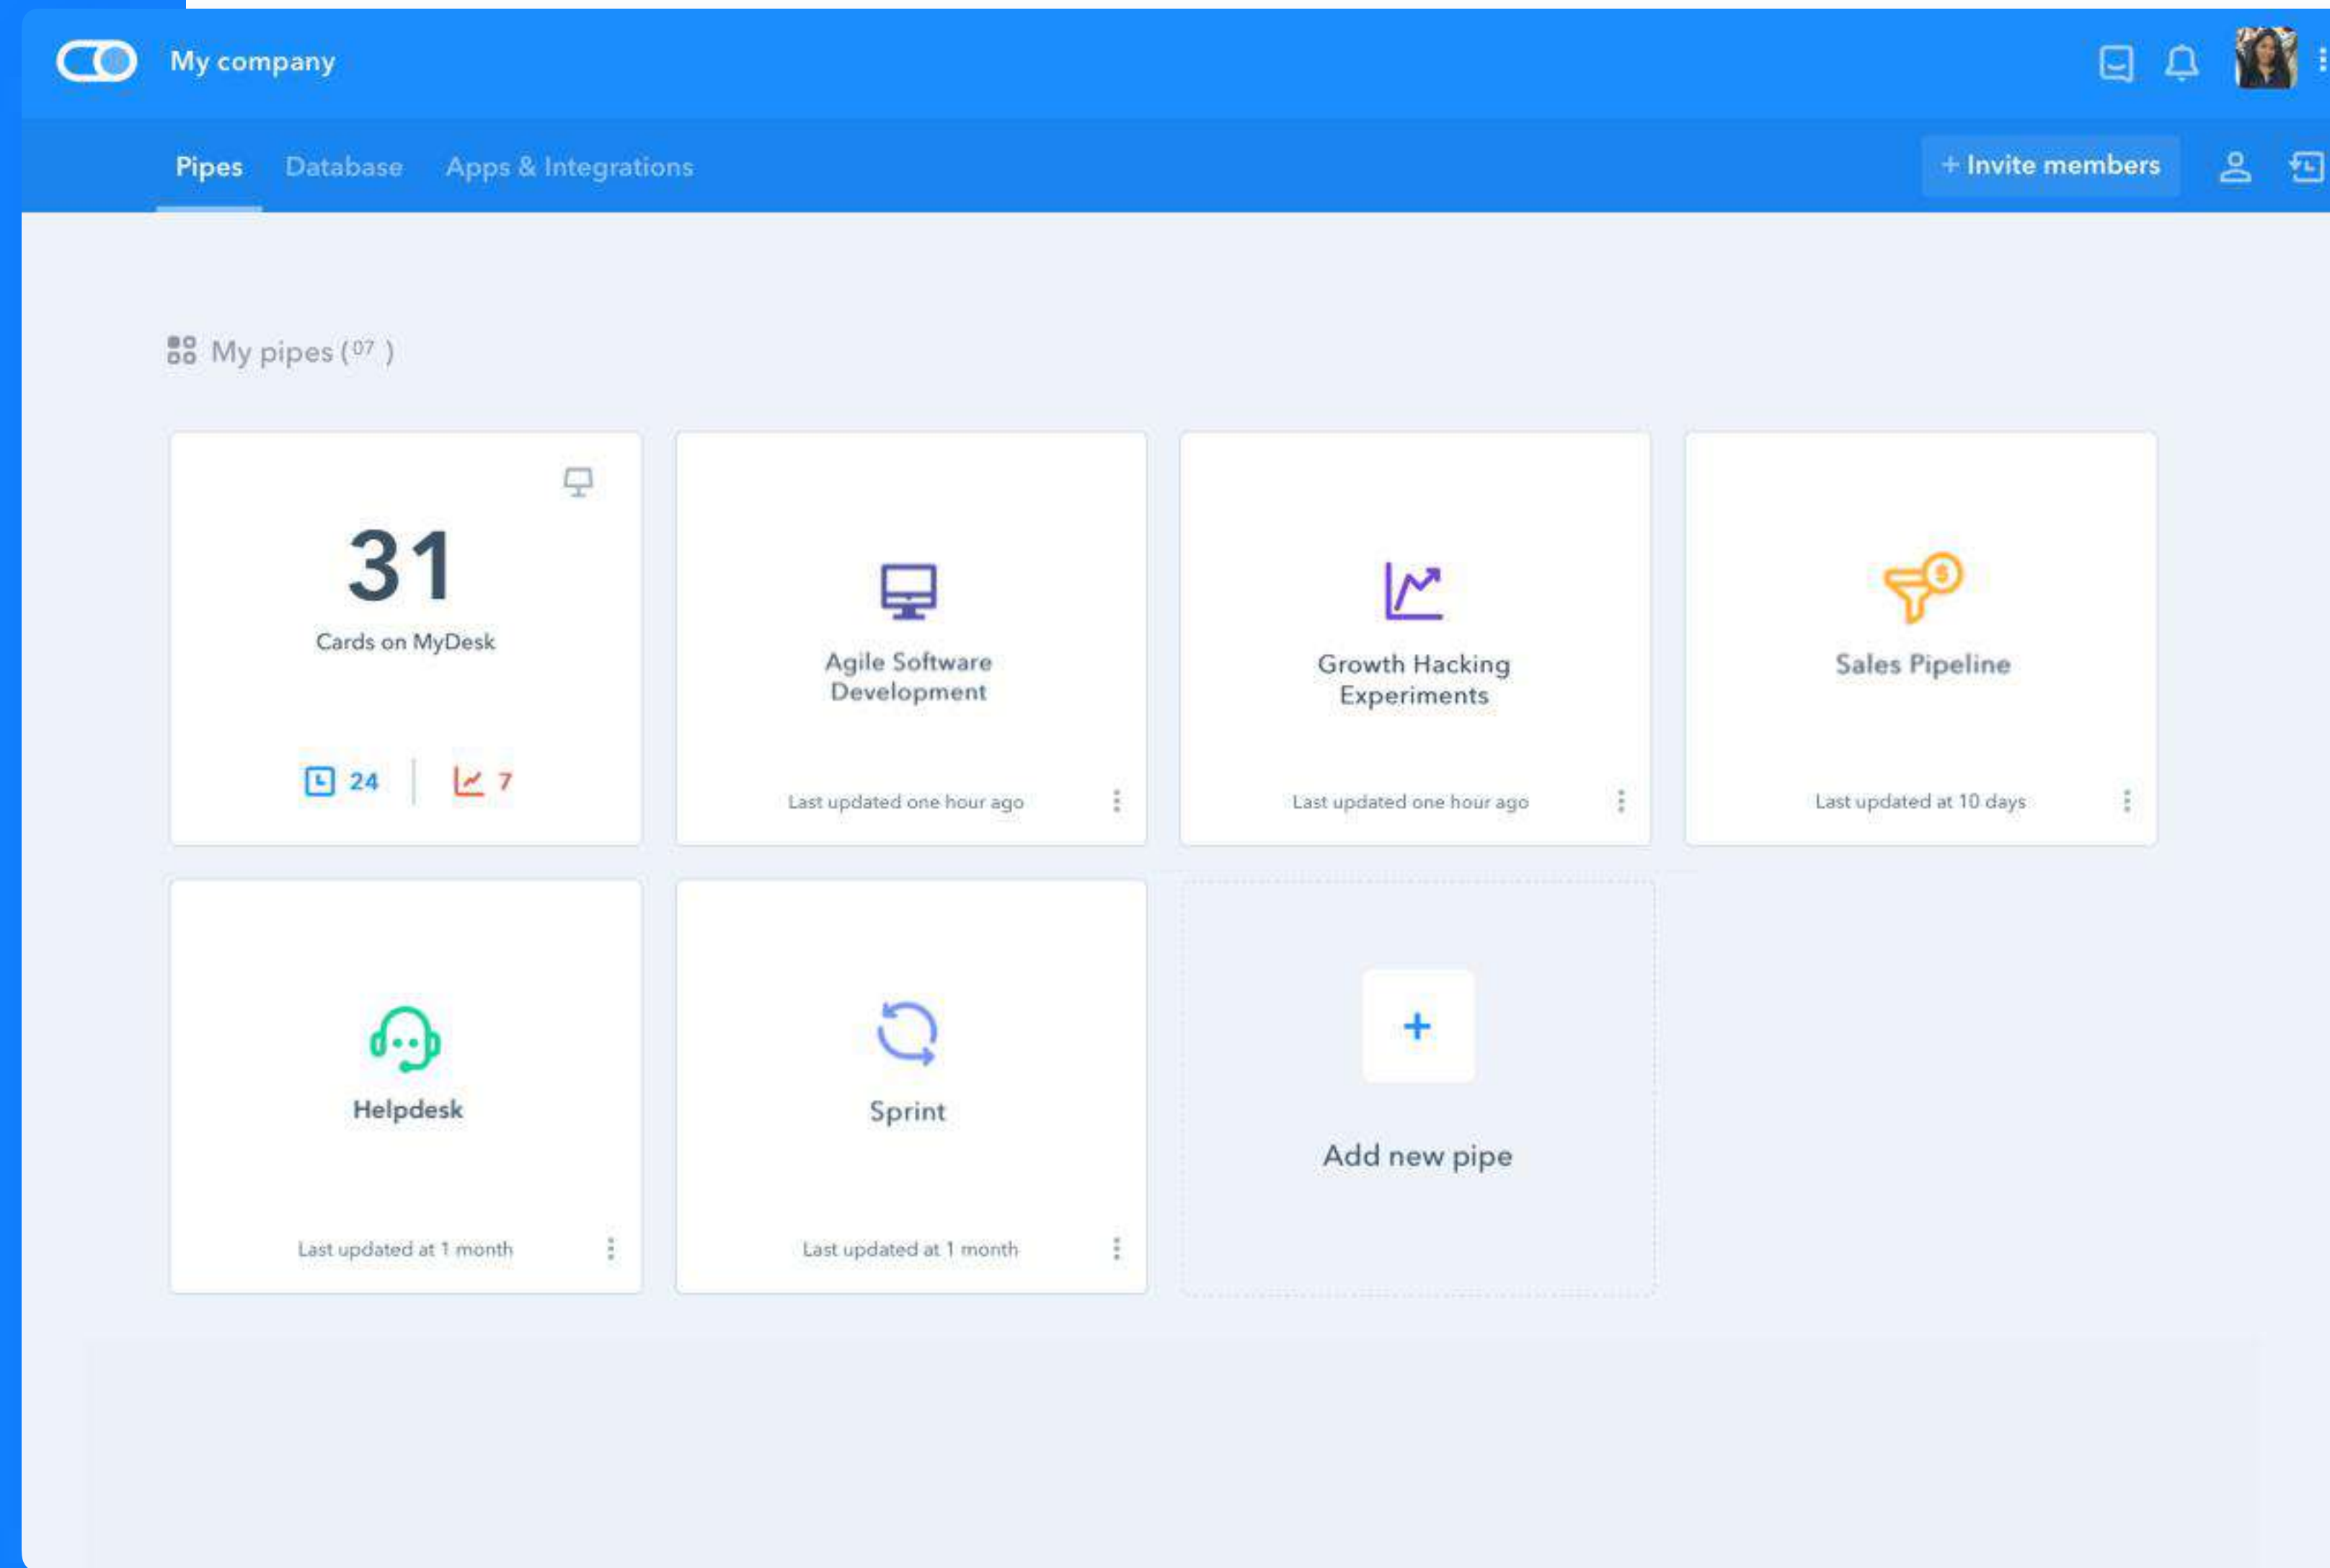 My company
Pipes Database Apps & Integrations + Invite members
My pipes (07 )
31
Cards on MyDesk
24 7
Agile Software
Development
Last updated one hour ago
Growth Hacking
Experiments
Last updated one hour ago
Sales Pipeline
Last updated at 10 days
Helpdesk
Last updated at 1 month
Sprint
Last updated at 1 month
+
Add new pipe